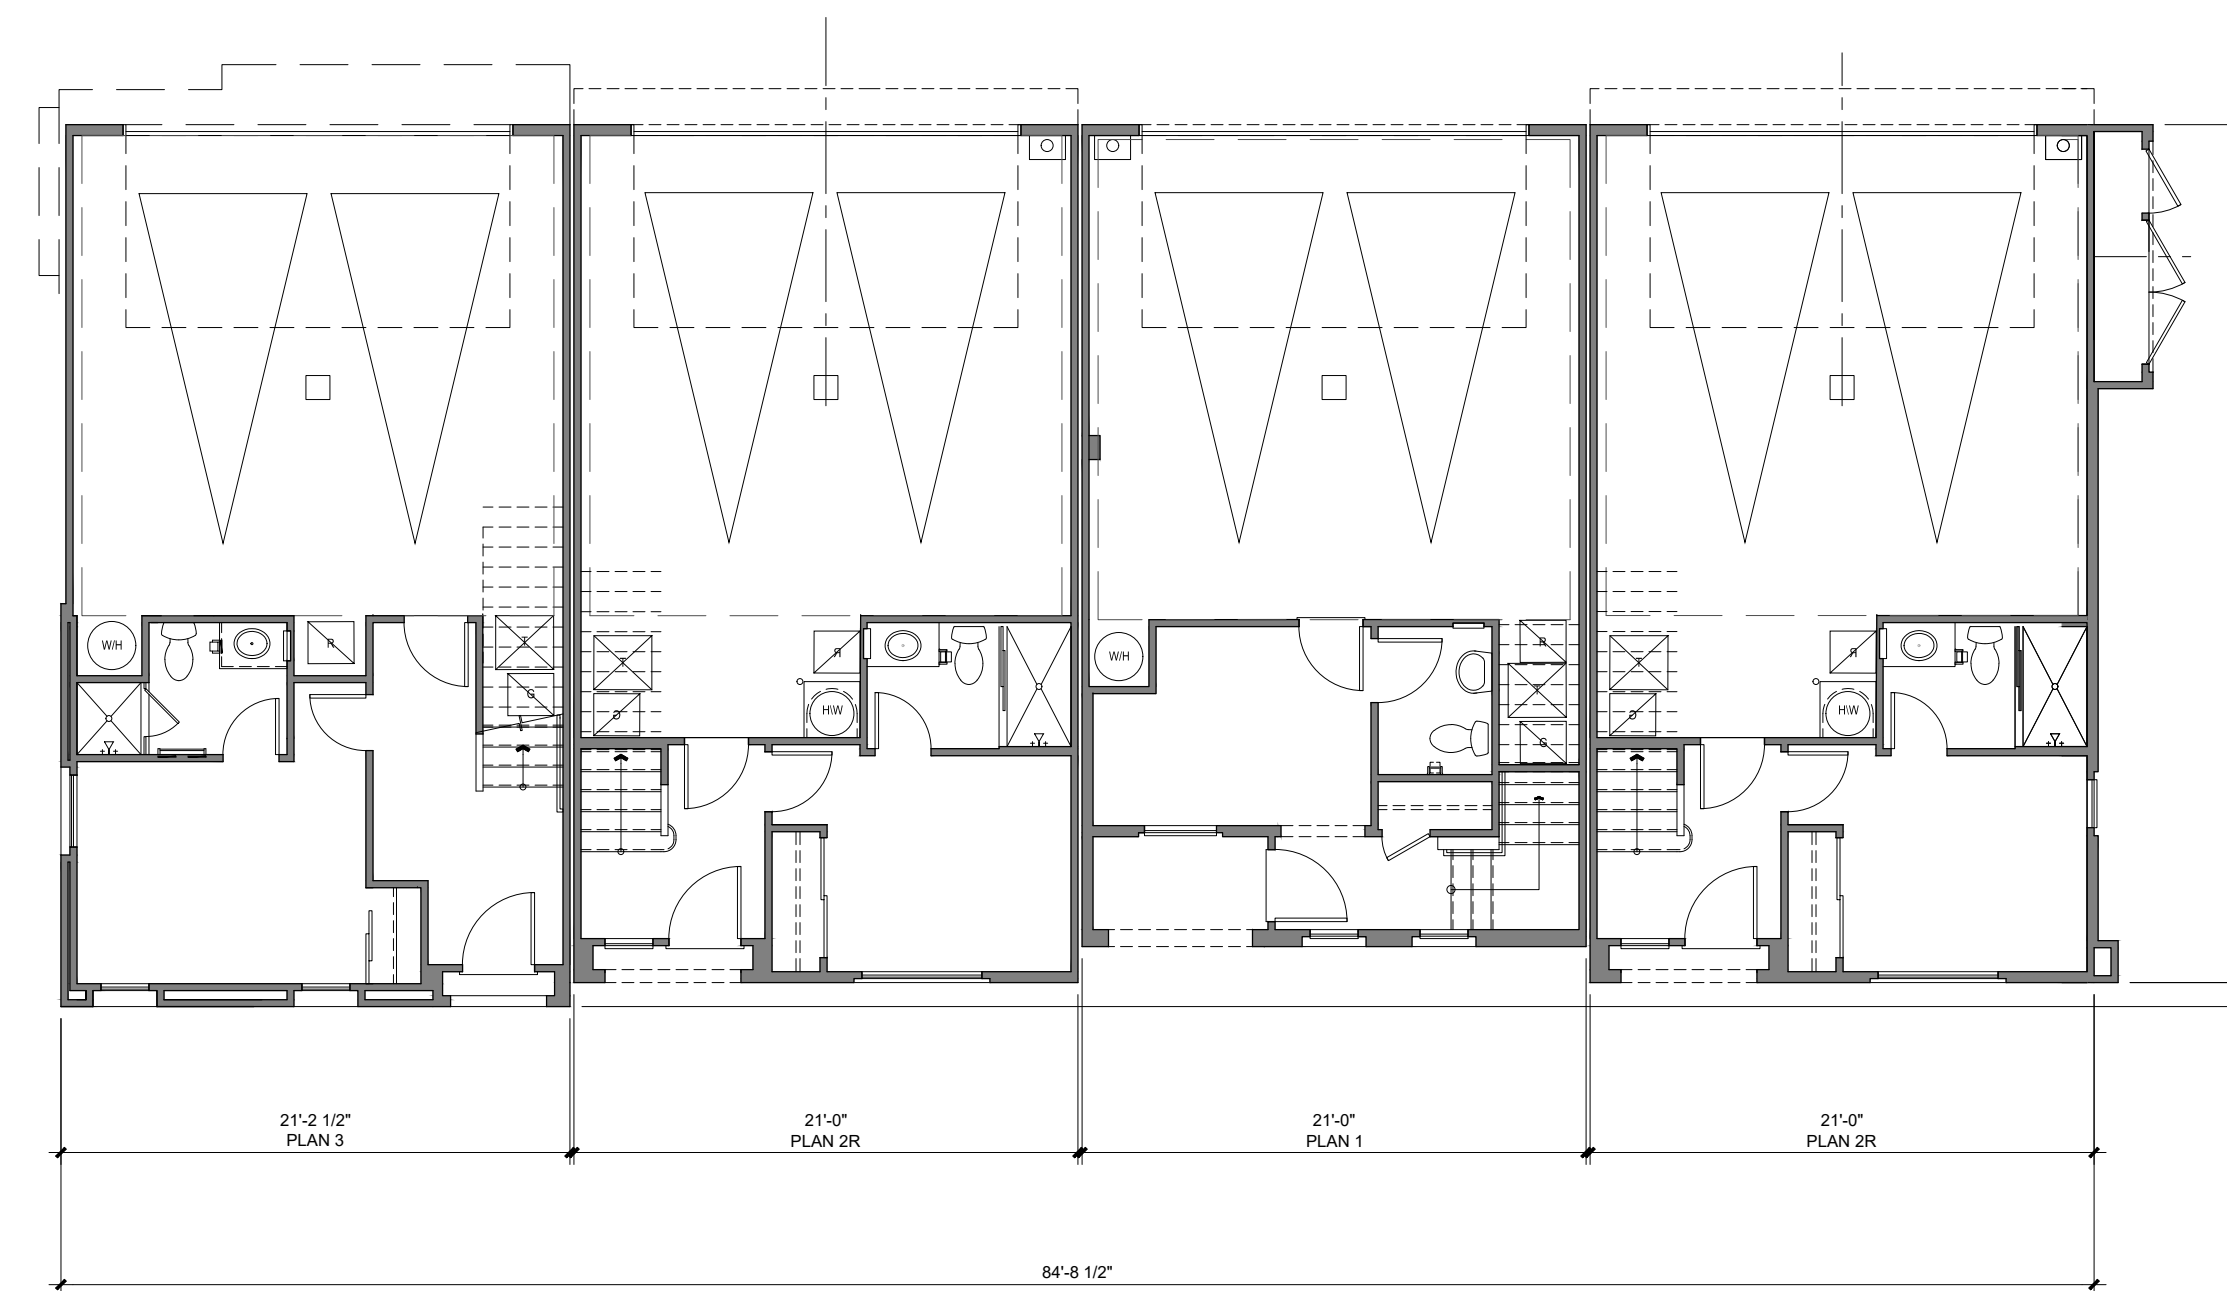 W/H
R
T
G
T
G
R
H\W
W/H
R
T
G
T
G
R
H\W
21'-2 1/2"
PLAN 3
21'-0"
PLAN 2R
21'-0"
PLAN 1
21'-0"
PLAN 2R
84'-8 1/2"